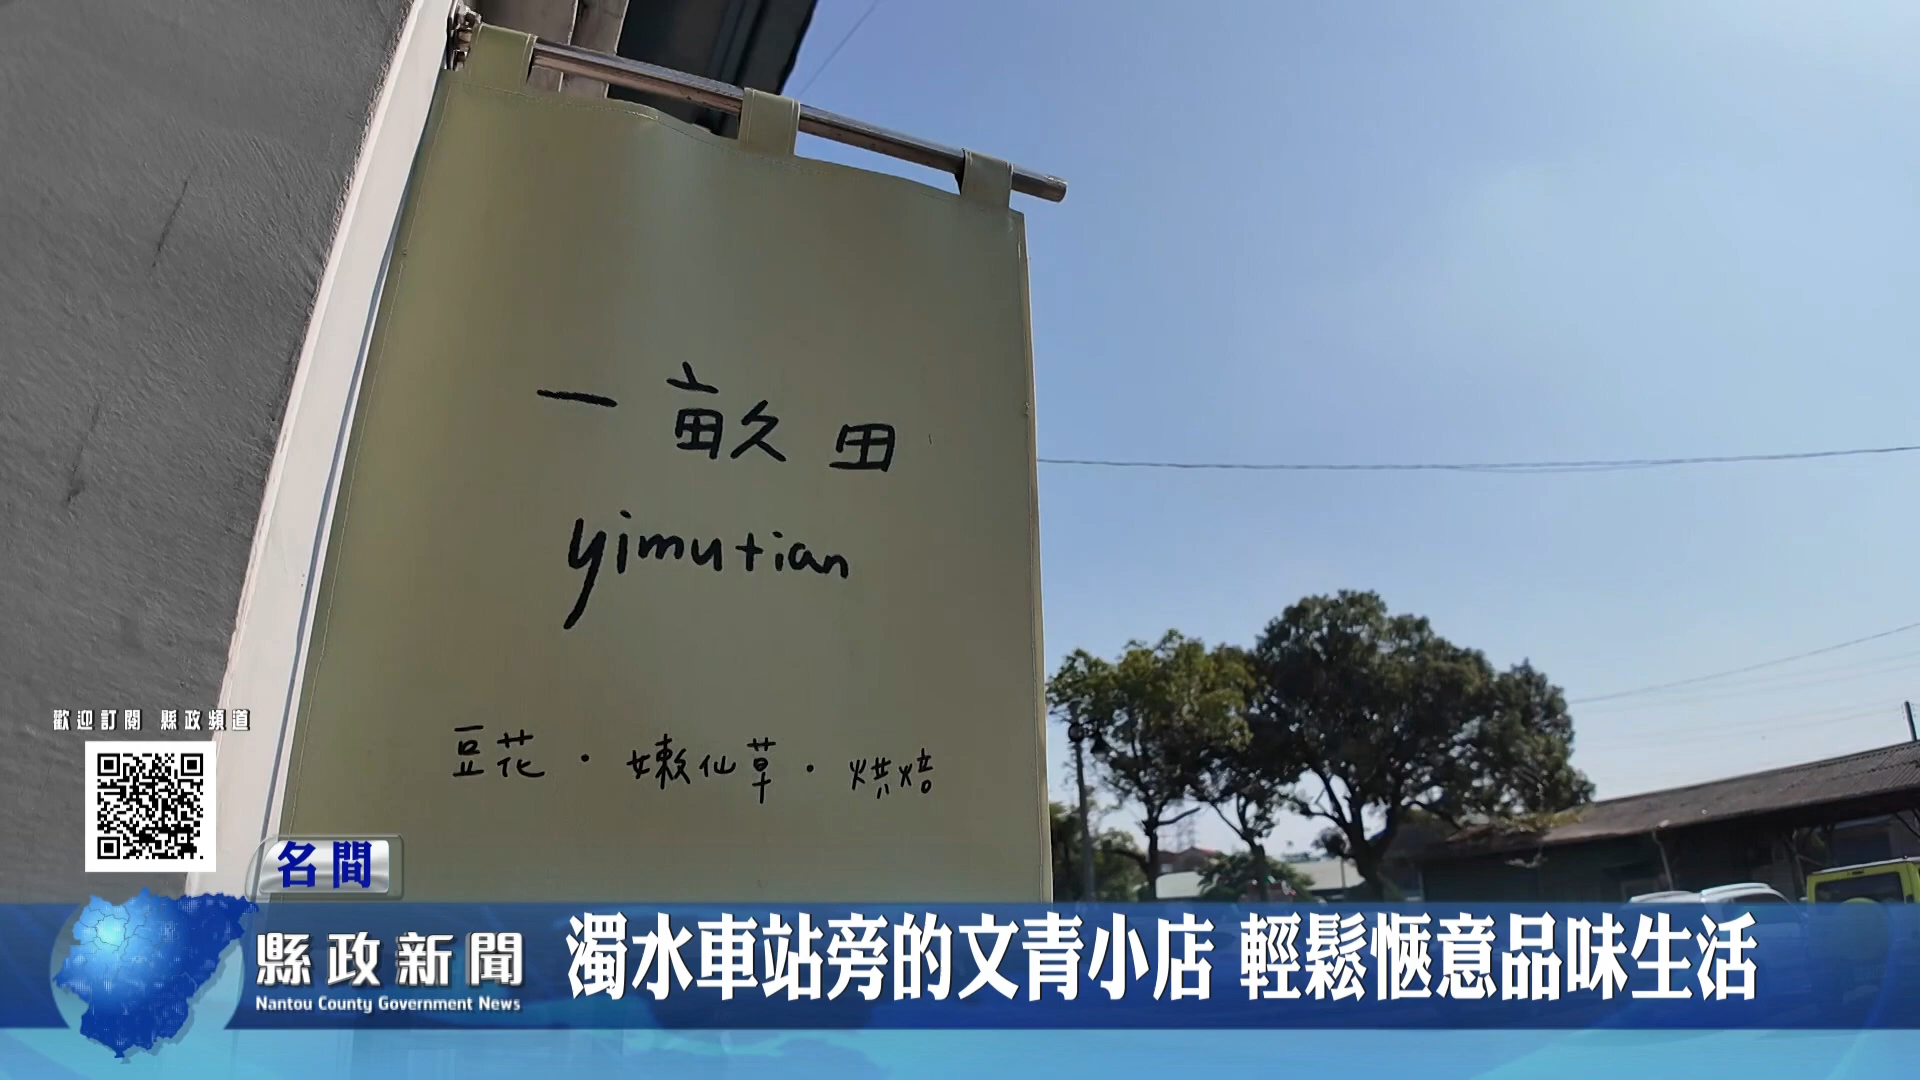 一畝田
yimutian
豆花・嫩仙草・烘焙
歡迎訂閱 縣政頻道
名間
縣政新聞
Nantou County Government News
濁水車站旁的文青小店 輕鬆愜意品味生活